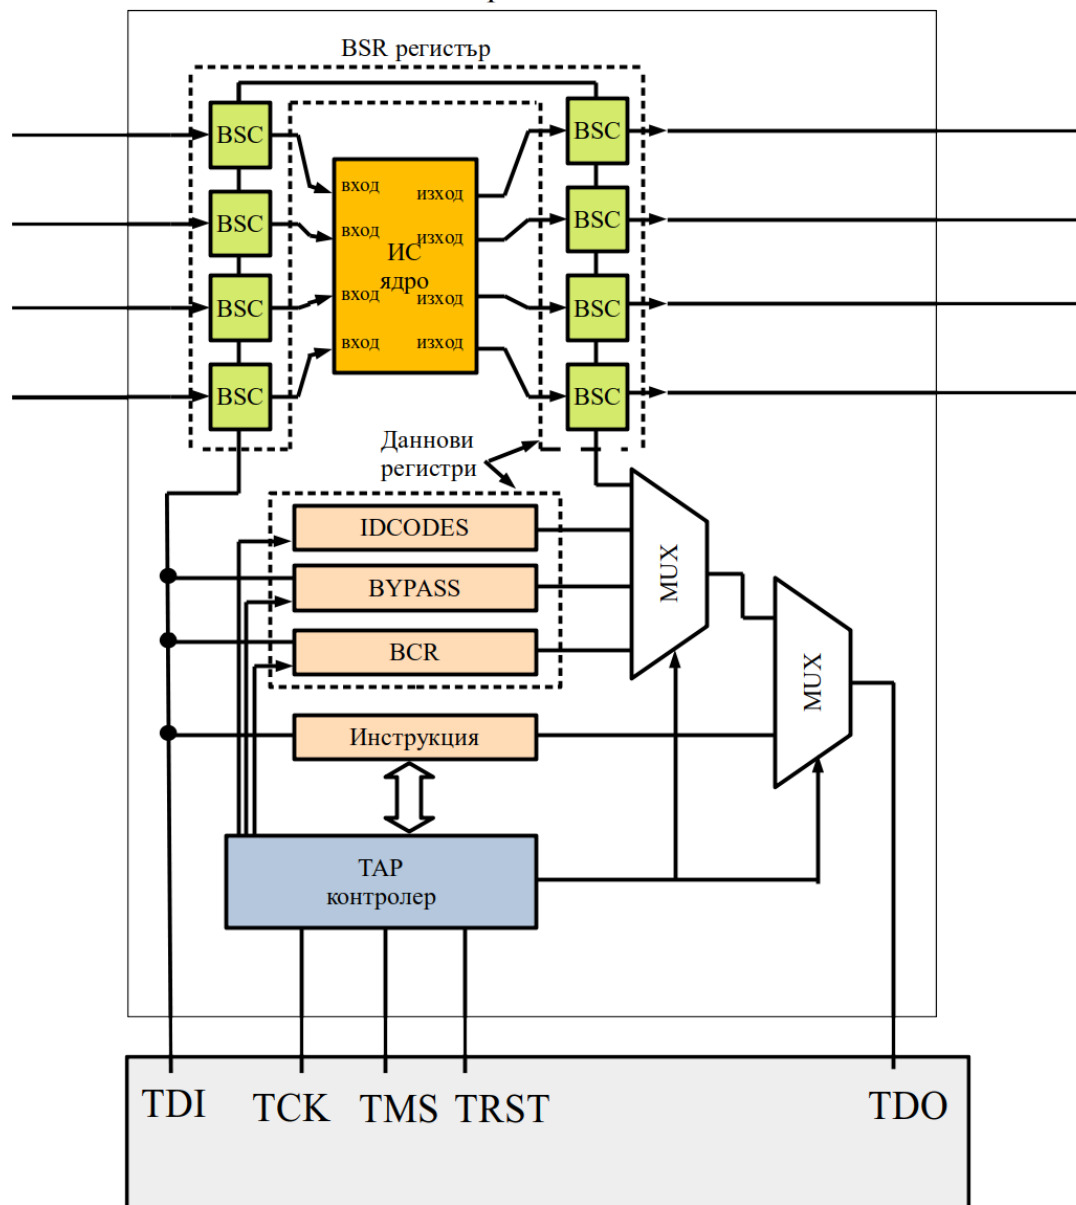 BSR регистър
BSC
BSC
BSC
BSC
вход
вход
вход
вход
ИС
ядро
изход
изход
изход
изход
BSC
BSC
BSC
BSC
Даннови
регистри
IDCODES
BYPASS
BCR
Инструкция
MUX
MUX
TAP
контролер
TDI
TCK
TMS
TRST
TDO